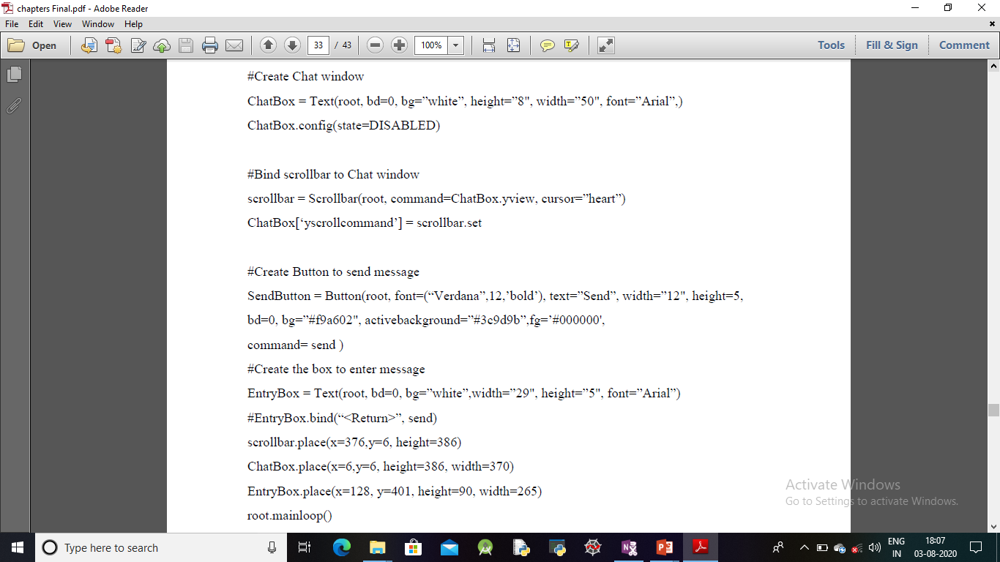 chapters Final.pdf - Adobe Reader
File Edit View Window Help
Open 33 / 43 100% Tools Fill & Sign Comment
#Create Chat window
ChatBox = Text(root, bd=0, bg=”white”, height=”8", width=”50", font=”Arial”,)
ChatBox.config(state=DISABLED)
#Bind scrollbar to Chat window
scrollbar = Scrollbar(root, command=ChatBox.yview, cursor=”heart”)
ChatBox[‘yscrollcommand’] = scrollbar.set
#Create Button to send message
SendButton = Button(root, font=(“Verdana”,12,’bold’), text=”Send”, width=”12", height=5,
bd=0, bg=”#f9a602", activebackground=”#3c9d9b”,fg=’#000000',
command= send )
#Create the box to enter message
EntryBox = Text(root, bd=0, bg=”white”,width=”29", height=”5", font=”Arial”)
#EntryBox.bind(“<Return>”, send)
scrollbar.place(x=376,y=6, height=386)
ChatBox.place(x=6,y=6, height=386, width=370)
EntryBox.place(x=128, y=401, height=90, width=265)
root.mainloop()
Activate Windows
Go to Settings to activate Windows.
Type here to search
ENG
IN
18:07
03-08-2020